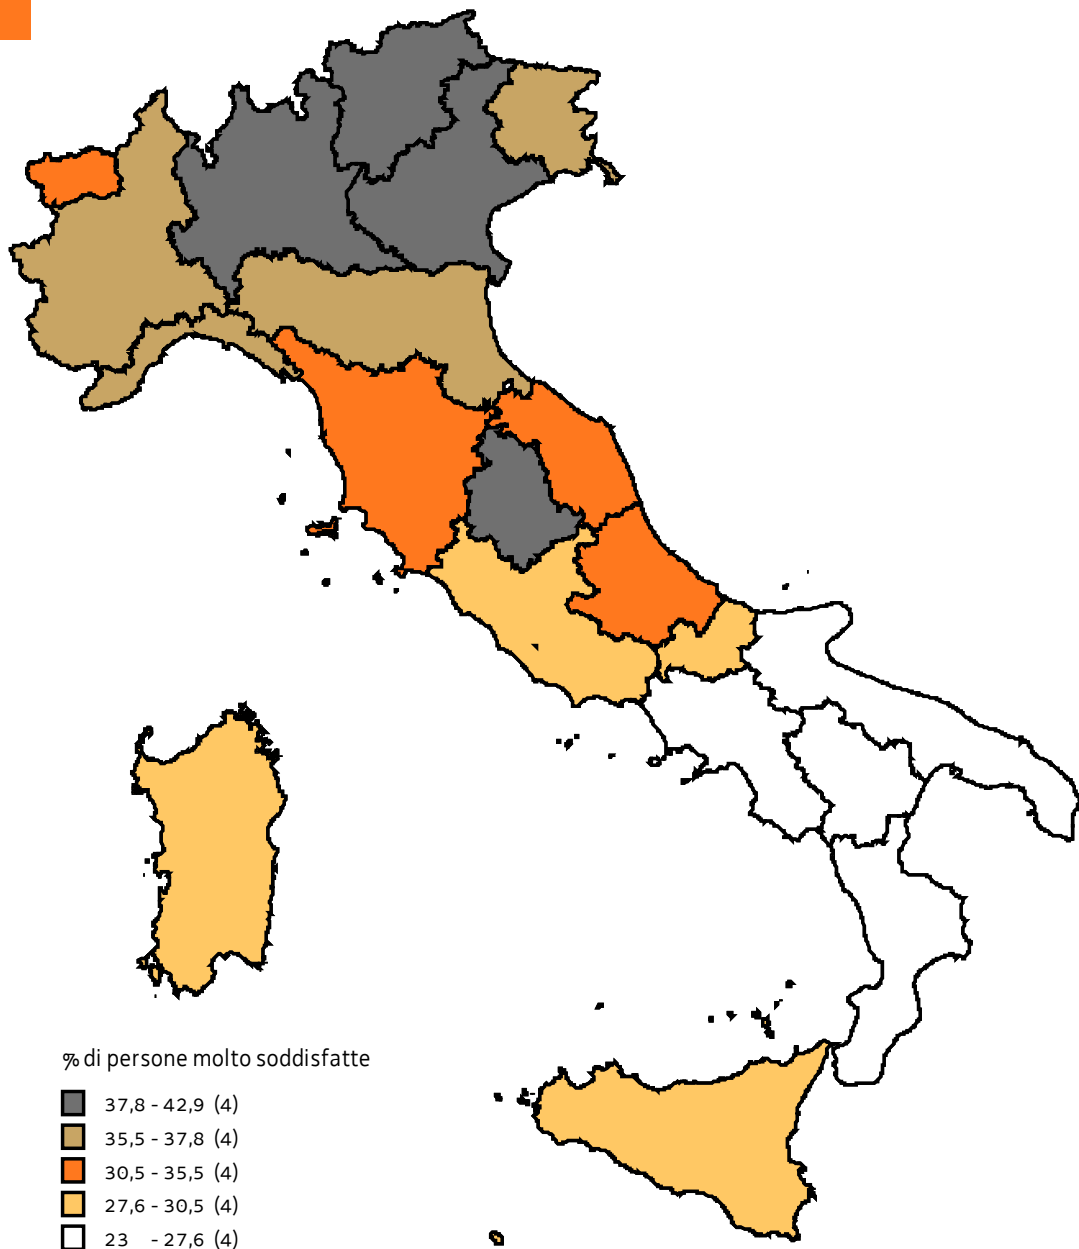 % di persone molto soddisfatte
37,8 - 42,9 (4)
35,5 - 37,8 (4)
30,5 - 35,5 (4)
27,6 - 30,5 (4)
23 - 27,6 (4)